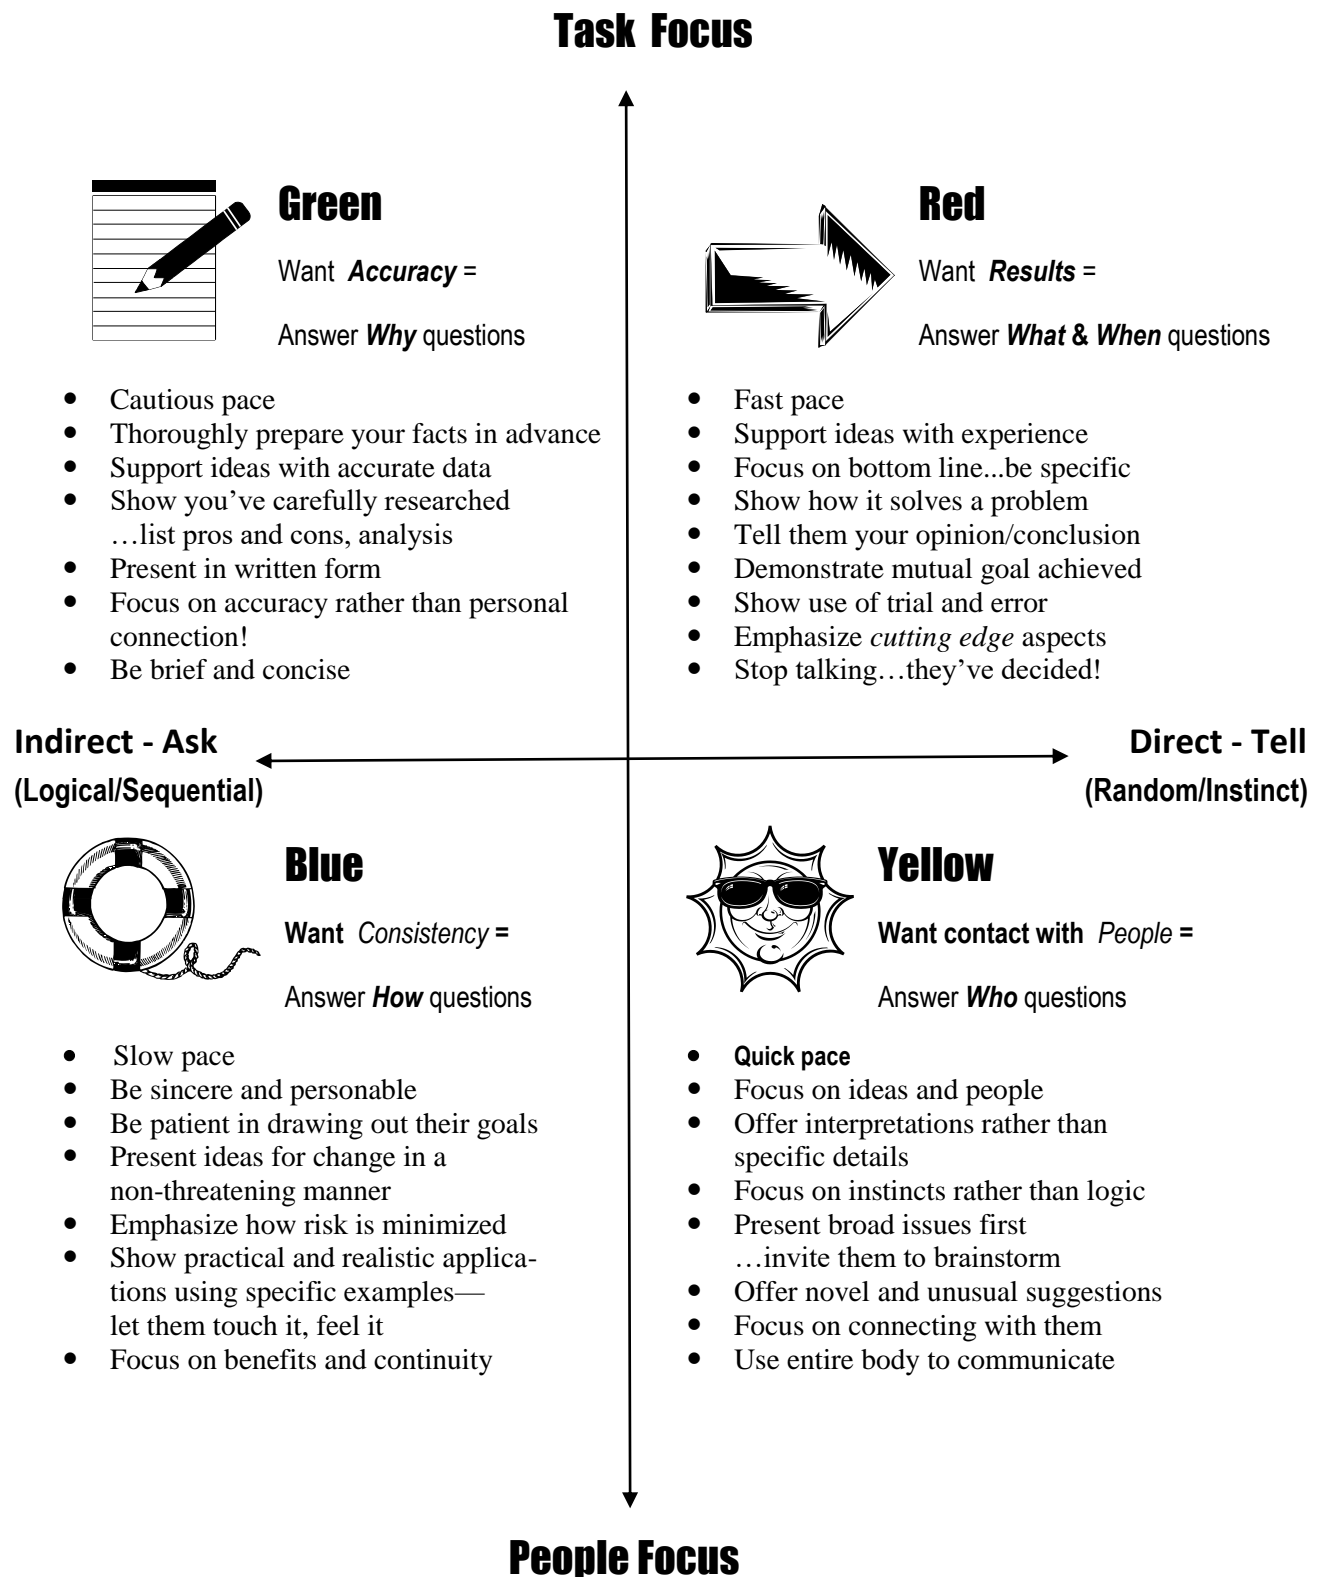 Task Focus
Green
Want Accuracy =
Answer Why questions
• Cautious pace
• Thoroughly prepare your facts in advance
• Support ideas with accurate data
• Show you’ve carefully researched
…list pros and cons, analysis
• Present in written form
• Focus on accuracy rather than personal
connection!
• Be brief and concise
Red
Want Results =
Answer What & When questions
• Fast pace
• Support ideas with experience
• Focus on bottom line...be specific
• Show how it solves a problem
• Tell them your opinion/conclusion
• Demonstrate mutual goal achieved
• Show use of trial and error
• Emphasize cutting edge aspects
• Stop talking…they’ve decided!
Indirect - Ask
(Logical/Sequential)
Direct - Tell
(Random/Instinct)
Blue
Want Consistency =
Answer How questions
• Slow pace
• Be sincere and personable
• Be patient in drawing out their goals
• Present ideas for change in a
non-threatening manner
• Emphasize how risk is minimized
• Show practical and realistic applica-
tions using specific examples—
let them touch it, feel it
• Focus on benefits and continuity
Yellow
Want contact with People =
Answer Who questions
• Quick pace
• Focus on ideas and people
• Offer interpretations rather than
specific details
• Focus on instincts rather than logic
• Present broad issues first
…invite them to brainstorm
• Offer novel and unusual suggestions
• Focus on connecting with them
• Use entire body to communicate
People Focus